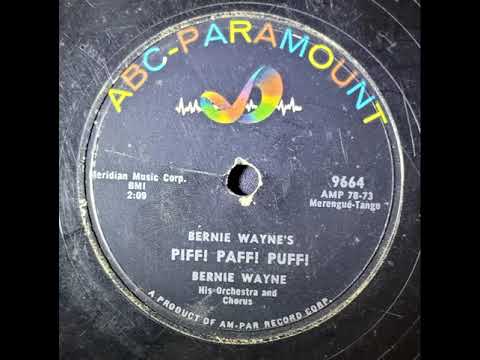 ABC-PARAMOUNT
Meridian Music Corp.
BMI
2:09
9664
AMP 78-73
Merengué-Tango
BERNIE WAYNE'S
PIFF! PAFF! PUFF!
BERNIE WAYNE
His Orchestra and
Chorus
A PRODUCT OF AM-PAR RECORD CORP.